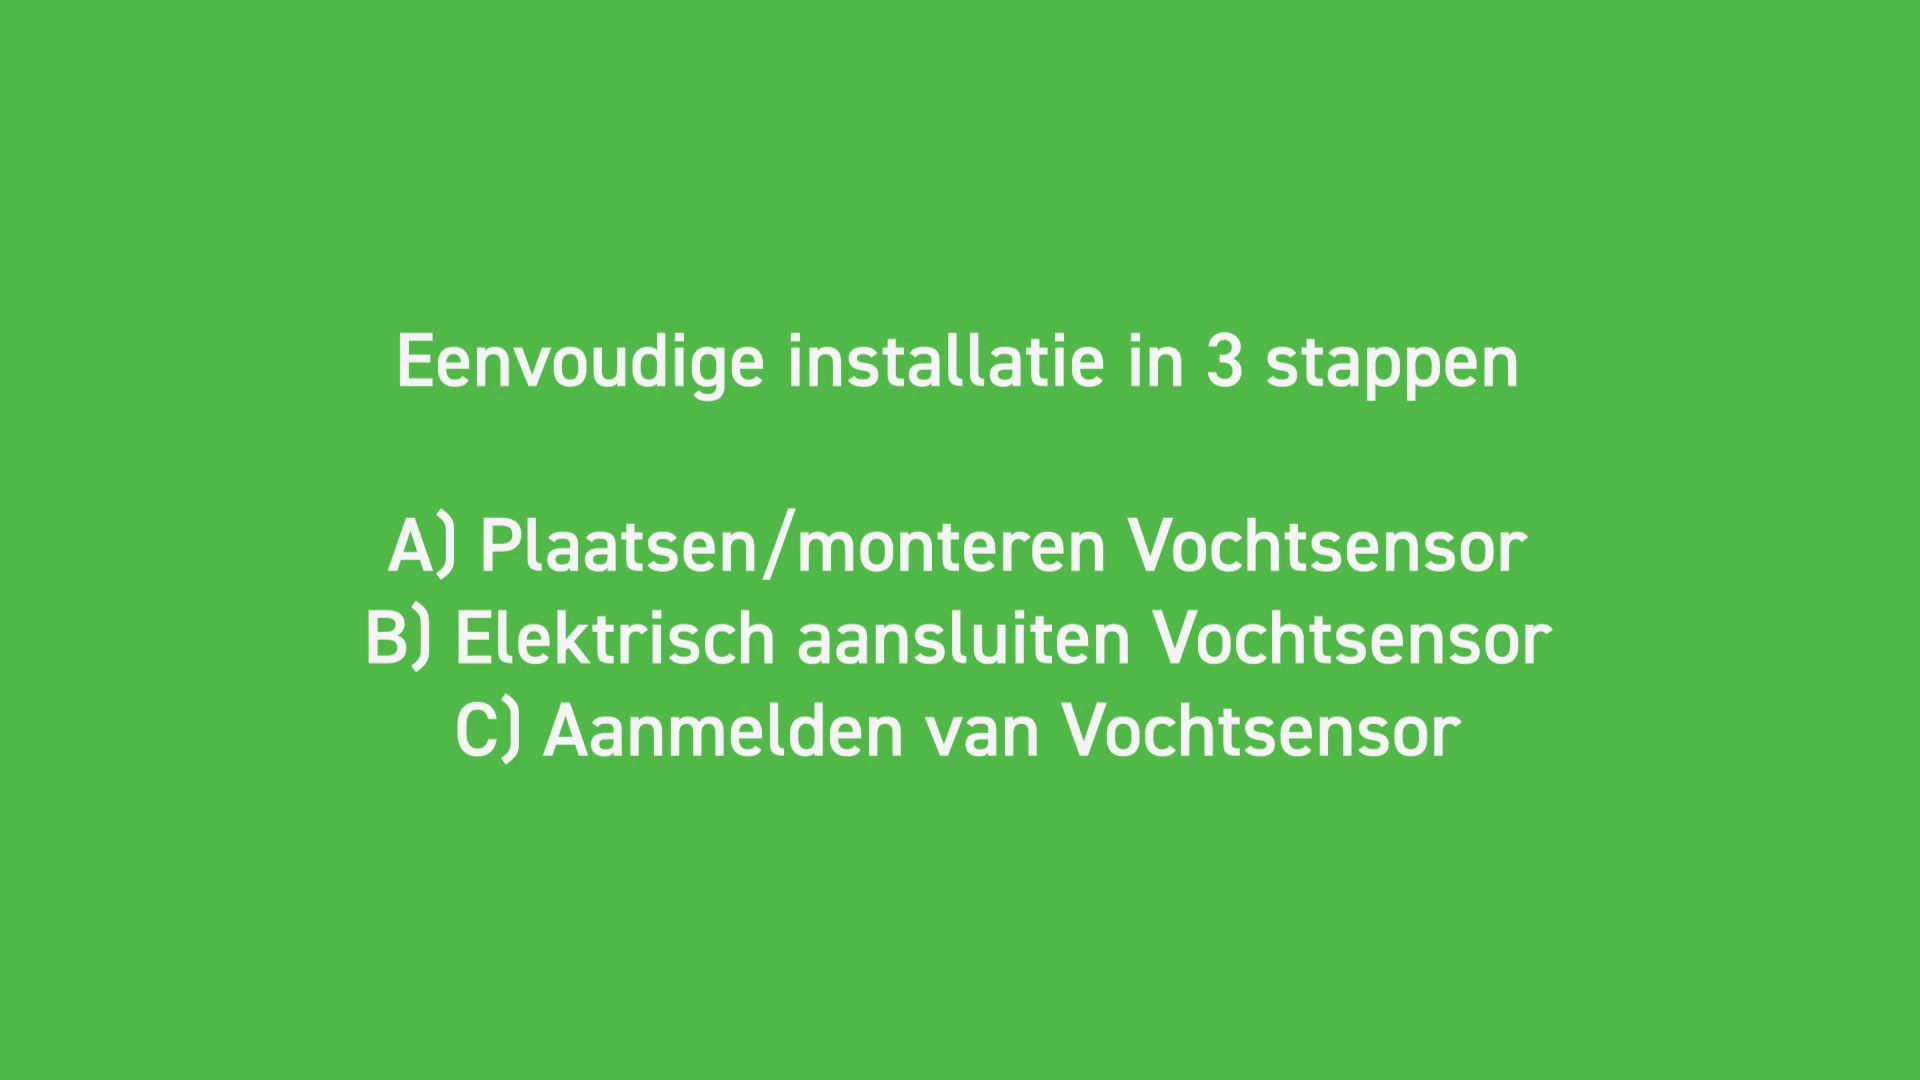 Eenvoudige installatie in 3 stappen
A) Plaatsen/monteren Vochtsensor
B) Elektrisch aansluiten Vochtsensor
C) Aanmelden van Vochtsensor